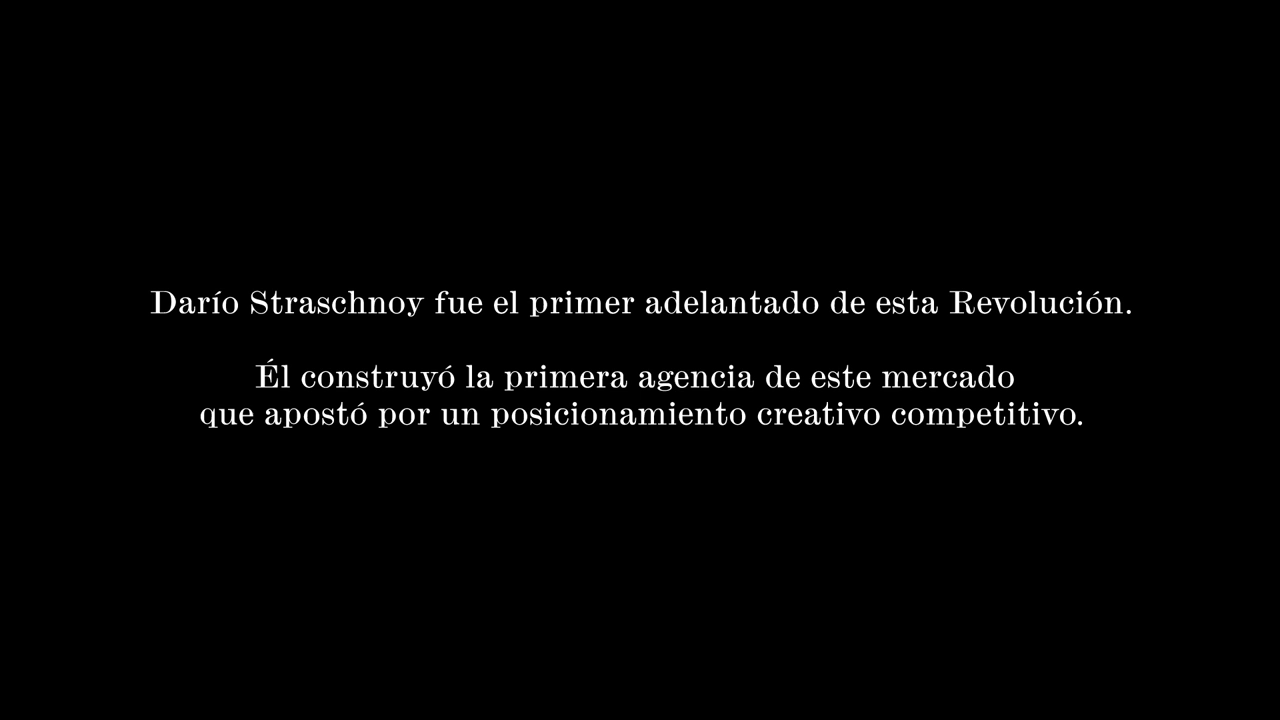 Darío Straschnoy fue el primer adelantado de esta Revolución.
Él construyó la primera agencia de este mercado
que apostó por un posicionamiento creativo competitivo.